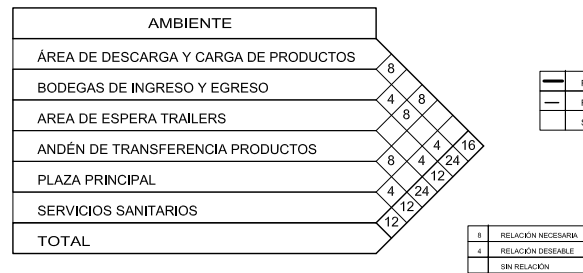 AMBIENTE
ÁREA DE DESCARGA Y CARGA DE PRODUCTOS
BODEGAS DE INGRESO Y EGRESO
AREA DE ESPERA TRAILERS
ANDÉN DE TRANSFERENCIA PRODUCTOS
PLAZA PRINCIPAL
SERVICIOS SANITARIOS
TOTAL
8
4 8
8
4 16
8 4 24
12
4 24
12
12
8 RELACIÓN NECESARIA
4 RELACIÓN DESEABLE
SIN RELACIÓN